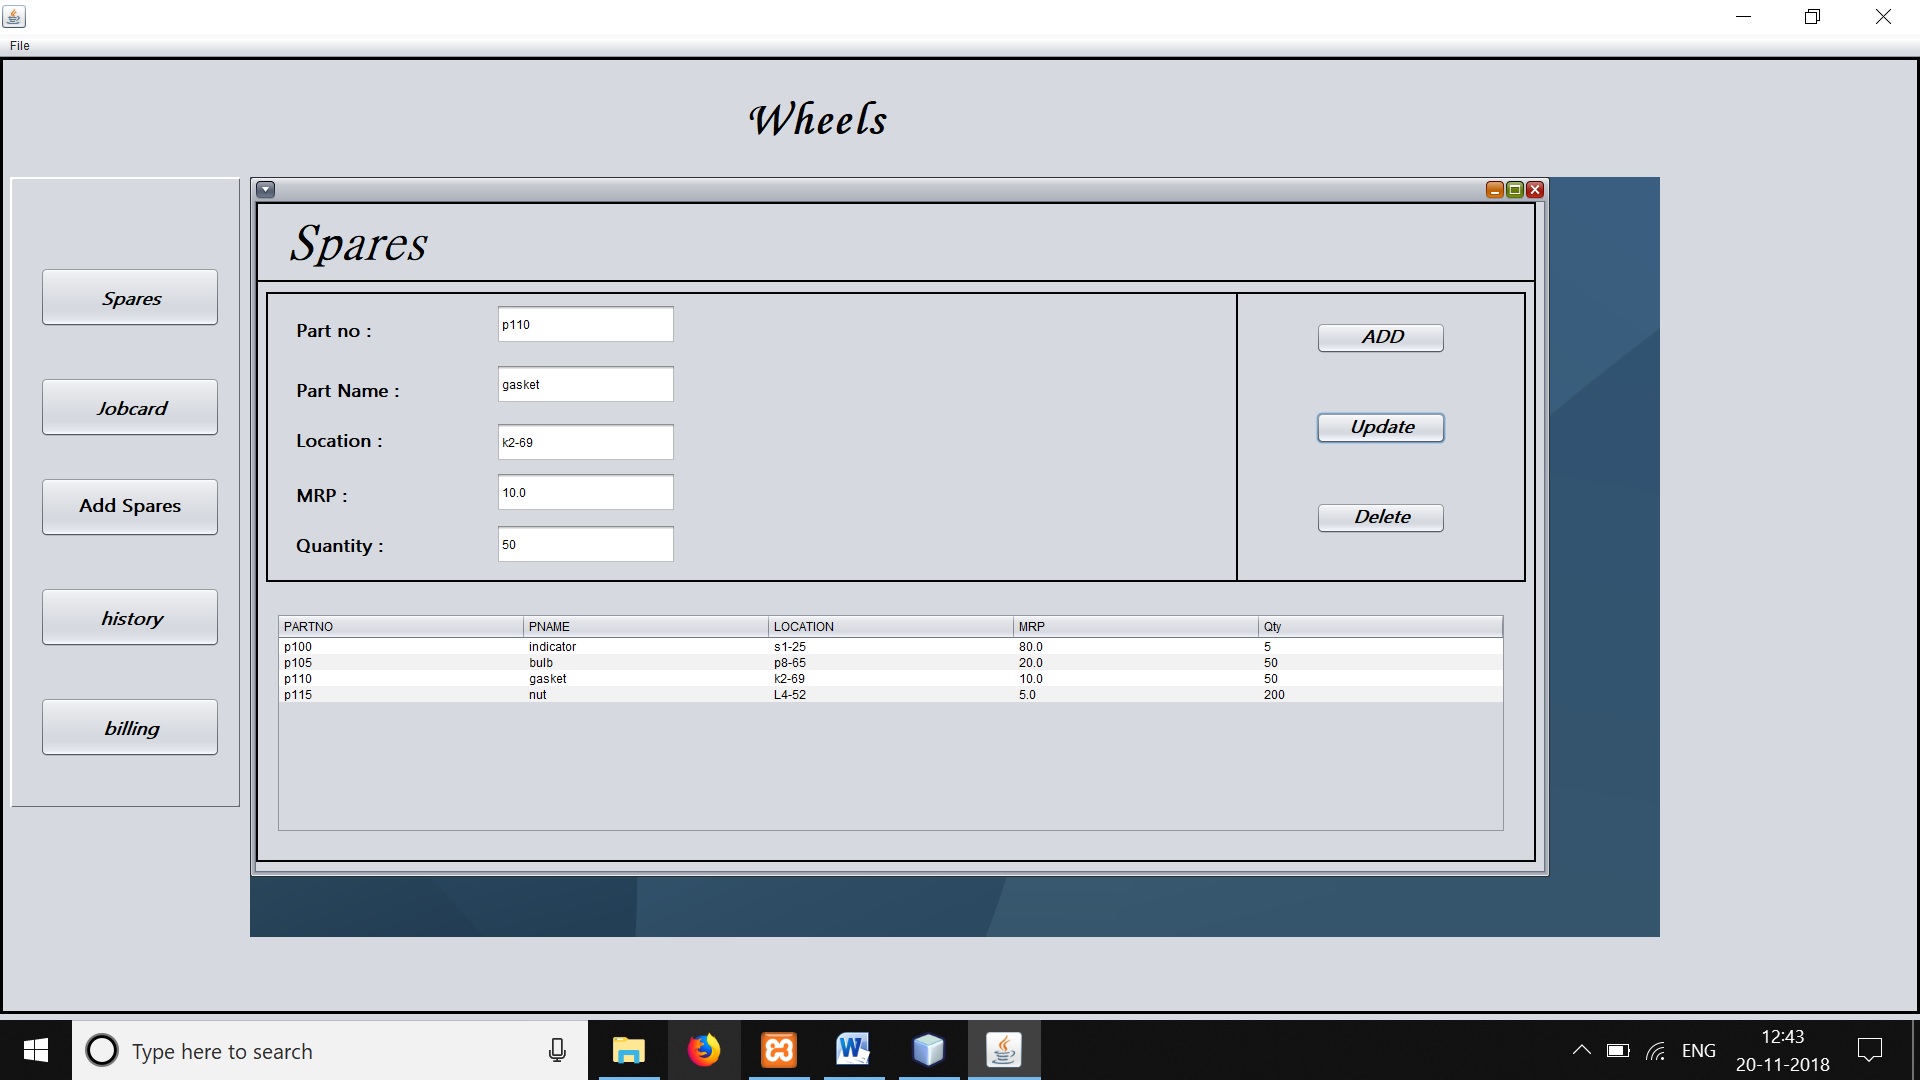 File
Wheels
Spares
Jobcard
Add Spares
history
billing
Spares
Part no : p110
Part Name : gasket
Location : k2-69
MRP : 10.0
Quantity : 50
ADD
Update
Delete
PARTNO PNAME LOCATION MRP Qty
p100 indicator s1-25 80.0 5
p105 bulb p8-65 20.0 50
p110 gasket k2-69 10.0 50
p115 nut L4-52 5.0 200
Type here to search
W
ENG
12:43
20-11-2018